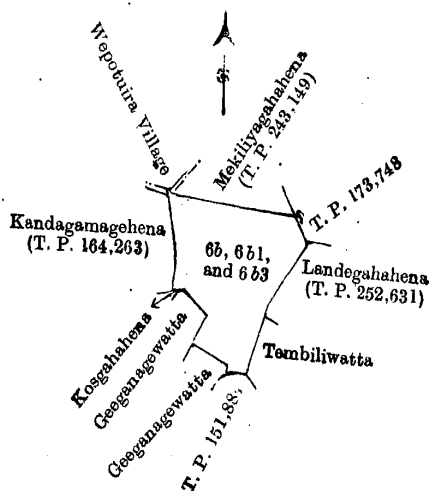 Wepotuira Village
Mekiliyagahahena
(T. P. 243, 149)
T. P. 173,748
Kandagamagehena
(T. P. 164,263)
6b, 6b1,
and 6b3
Landegahahena
(T. P. 252,631)
Kosgahahena
Geeganagewatta
Geeganagewatta
T. P. 151,88
Tembiliwatta